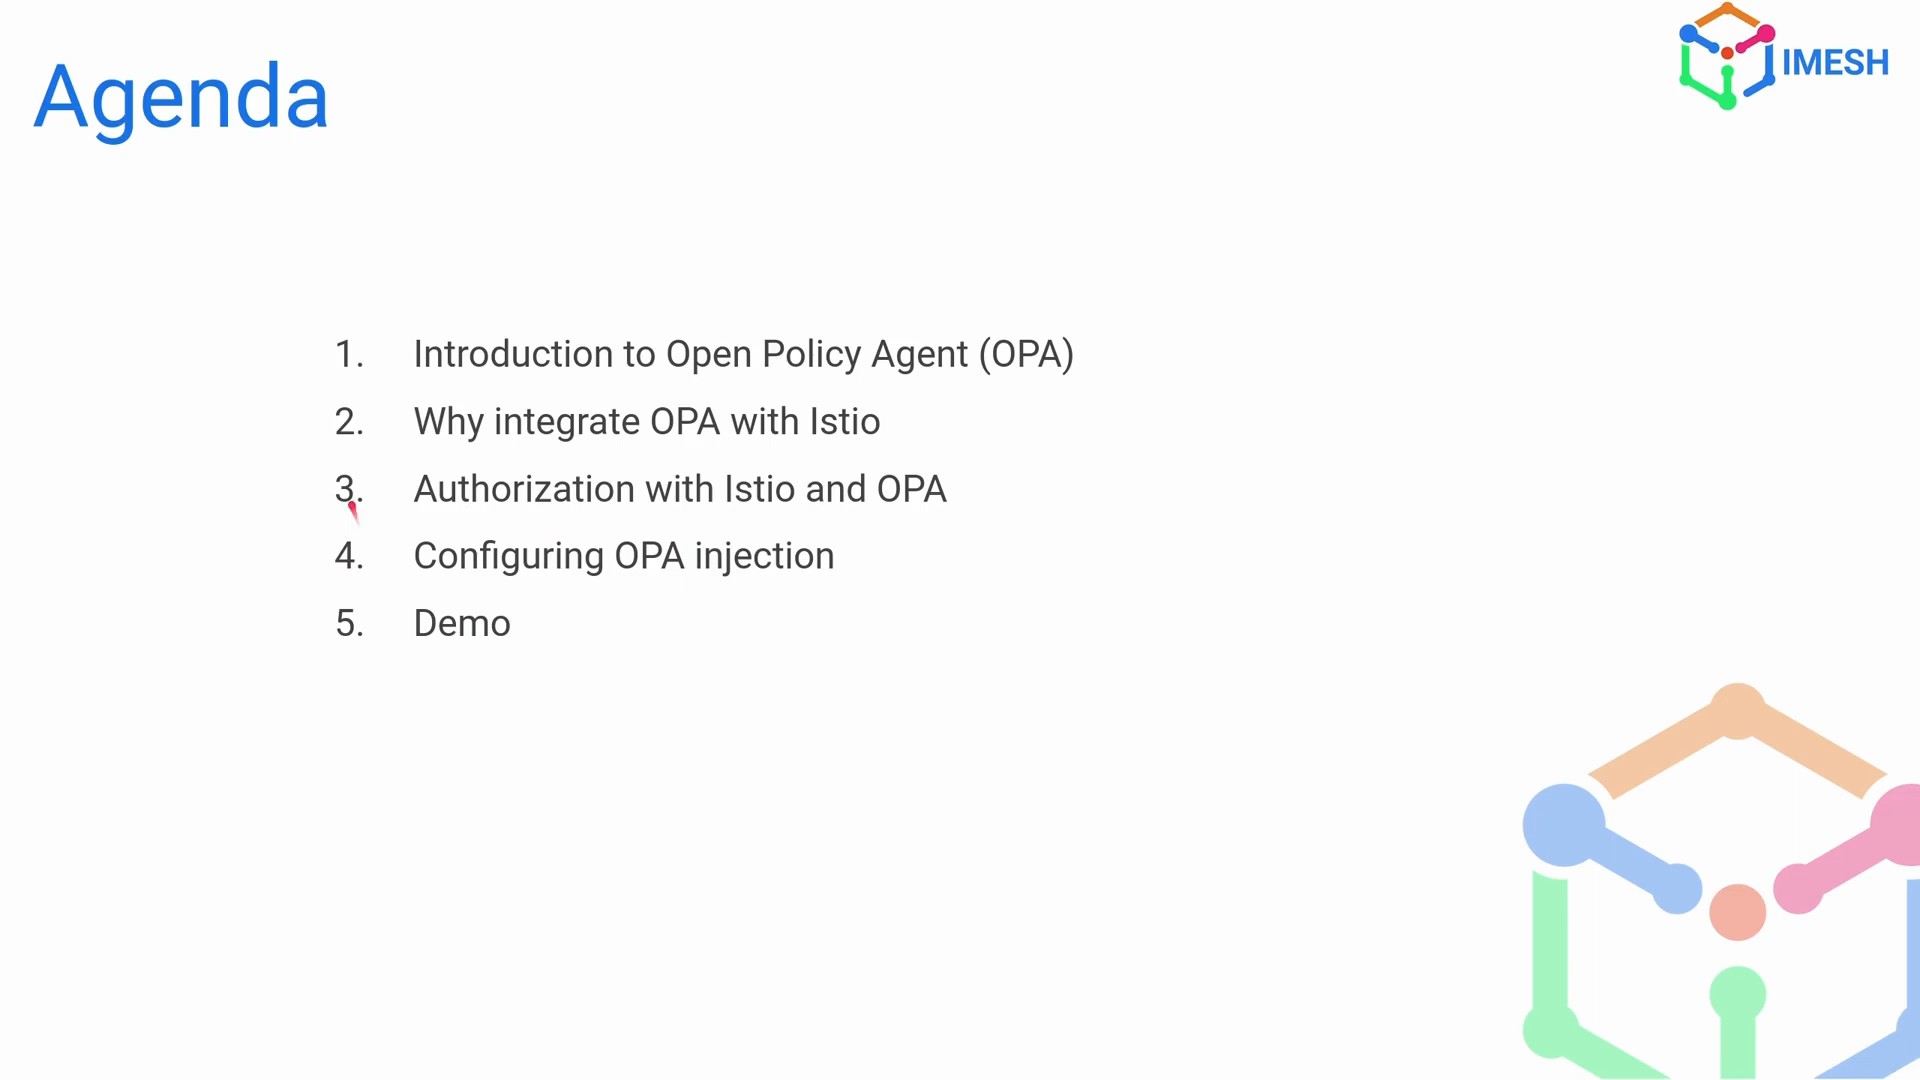 Agenda
IMESH
1. Introduction to Open Policy Agent (OPA)
2. Why integrate OPA with Istio
3. Authorization with Istio and OPA
4. Configuring OPA injection
5. Demo